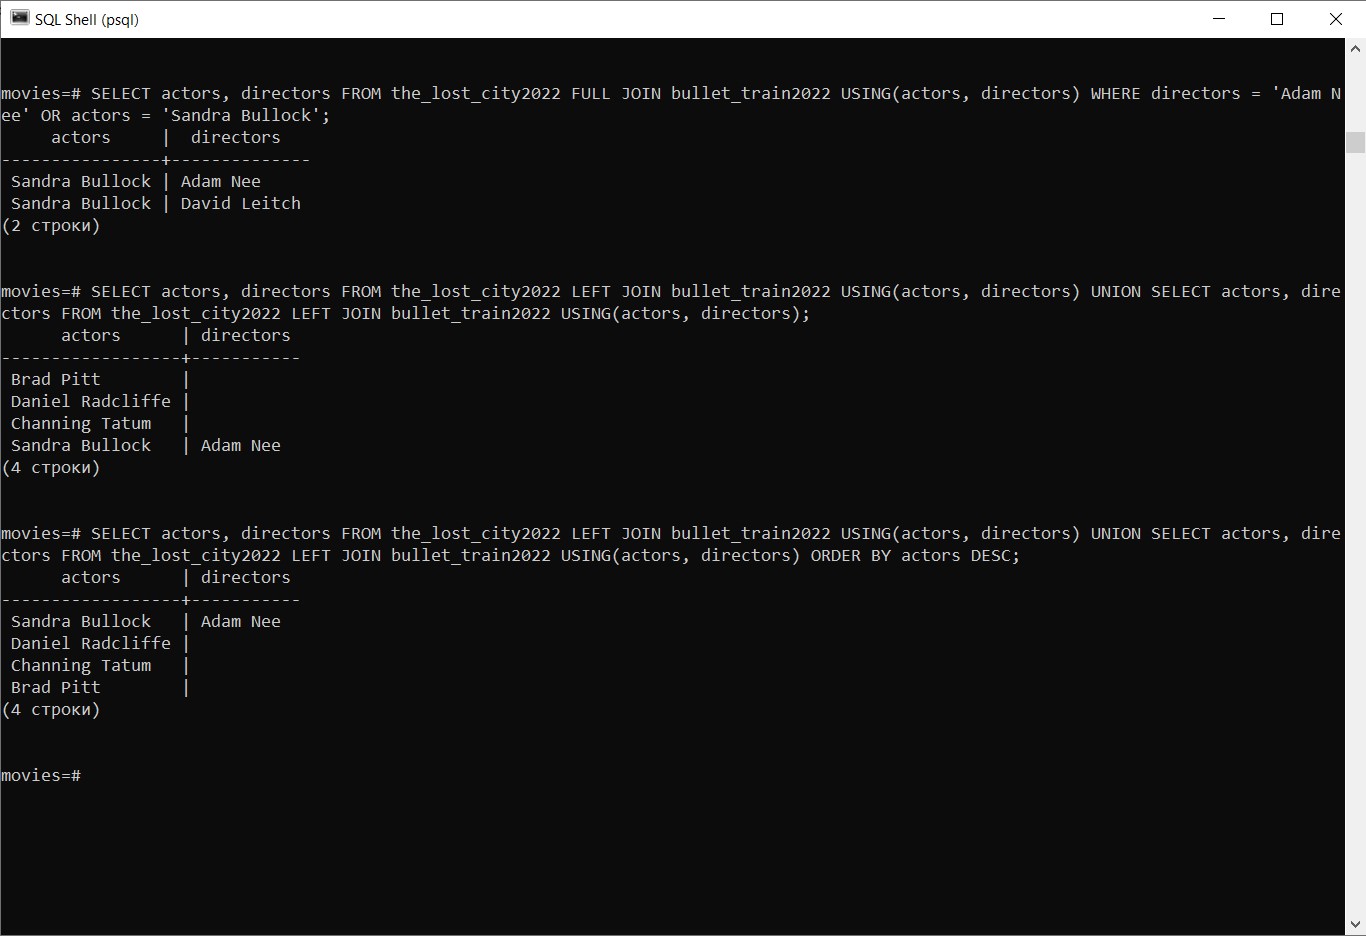 SQL Shell (psql)
movies=# SELECT actors, directors FROM the_lost_city2022 FULL JOIN bullet_train2022 USING(actors, directors) WHERE directors = 'Adam N
ee' OR actors = 'Sandra Bullock';
     actors     |  directors
----------------+--------------
 Sandra Bullock | Adam Nee
 Sandra Bullock | David Leitch
(2 строки)
movies=# SELECT actors, directors FROM the_lost_city2022 LEFT JOIN bullet_train2022 USING(actors, directors) UNION SELECT actors, dire
ctors FROM the_lost_city2022 LEFT JOIN bullet_train2022 USING(actors, directors);
      actors      | directors
------------------+-----------
 Brad Pitt        |
 Daniel Radcliffe |
 Channing Tatum   |
 Sandra Bullock   | Adam Nee
(4 строки)
movies=# SELECT actors, directors FROM the_lost_city2022 LEFT JOIN bullet_train2022 USING(actors, directors) UNION SELECT actors, dire
ctors FROM the_lost_city2022 LEFT JOIN bullet_train2022 USING(actors, directors) ORDER BY actors DESC;
      actors      | directors
------------------+-----------
 Sandra Bullock   | Adam Nee
 Daniel Radcliffe |
 Channing Tatum   |
 Brad Pitt        |
(4 строки)
movies=#